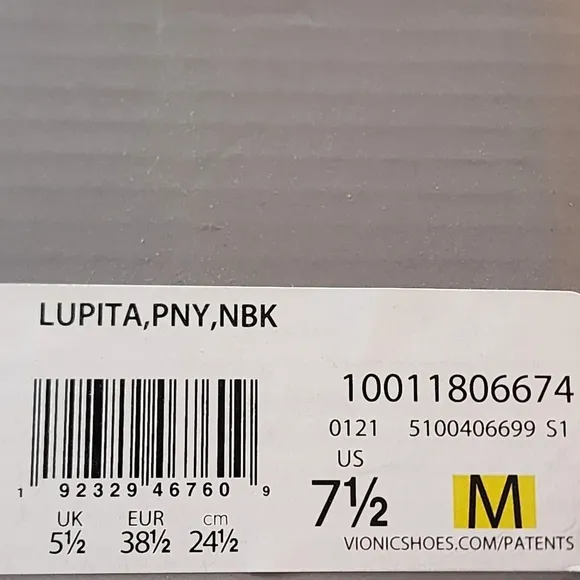 LUPITA,PNY,NBK
10011806674
0121 5100406699 S1
US
7½ M
1 92329 46760 9
UK EUR cm
5½ 38½ 24½
VIONICSHOES.COM/PATENTS